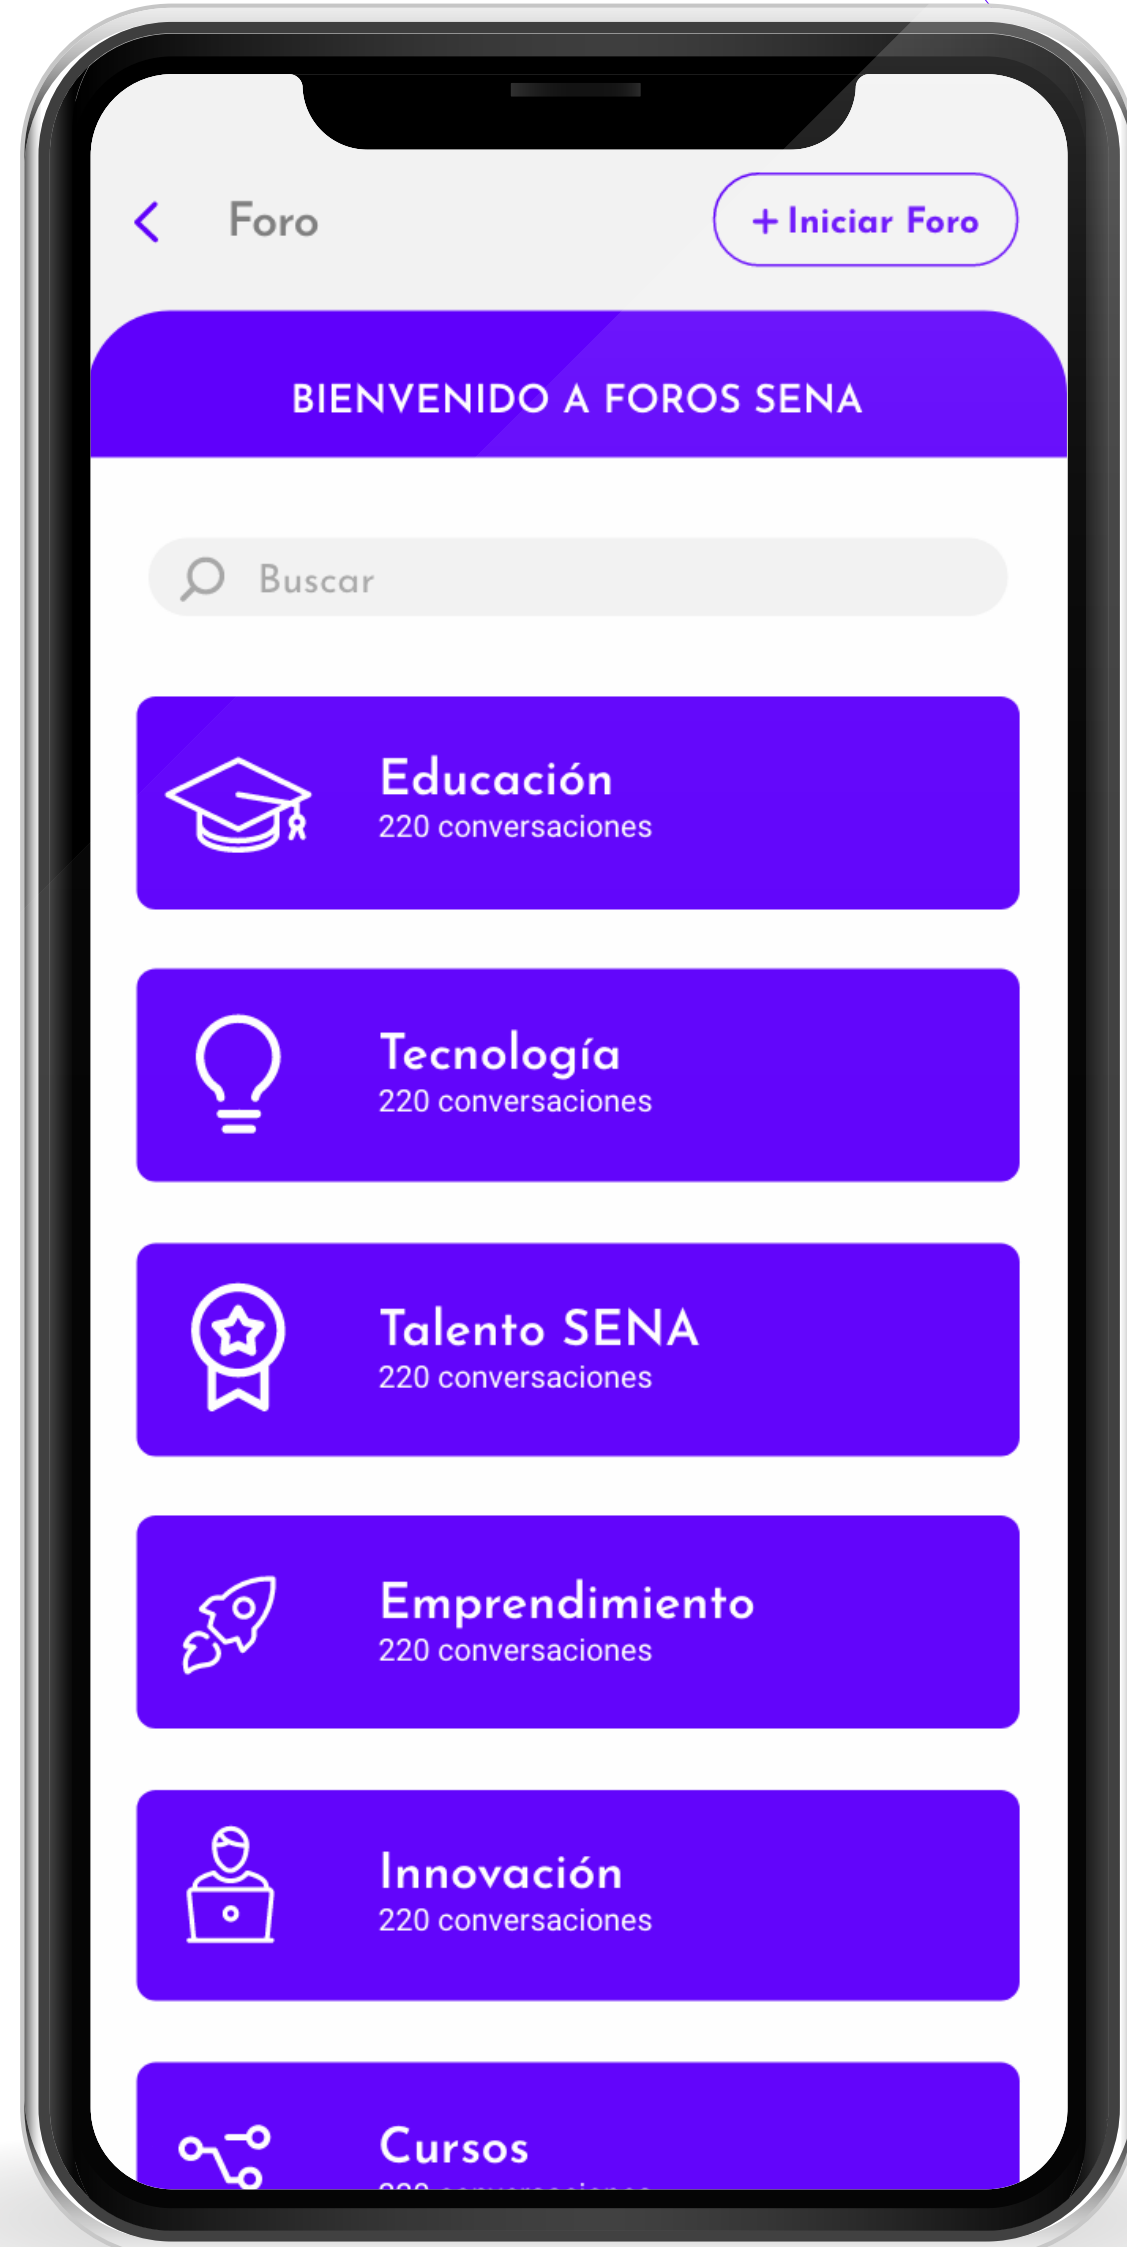 Foro
+ Iniciar Foro
BIENVENIDO A FOROS SENA
Buscar
Educación
220 conversaciones
Tecnología
220 conversaciones
Talento SENA
220 conversaciones
Emprendimiento
220 conversaciones
Innovación
220 conversaciones
Cursos